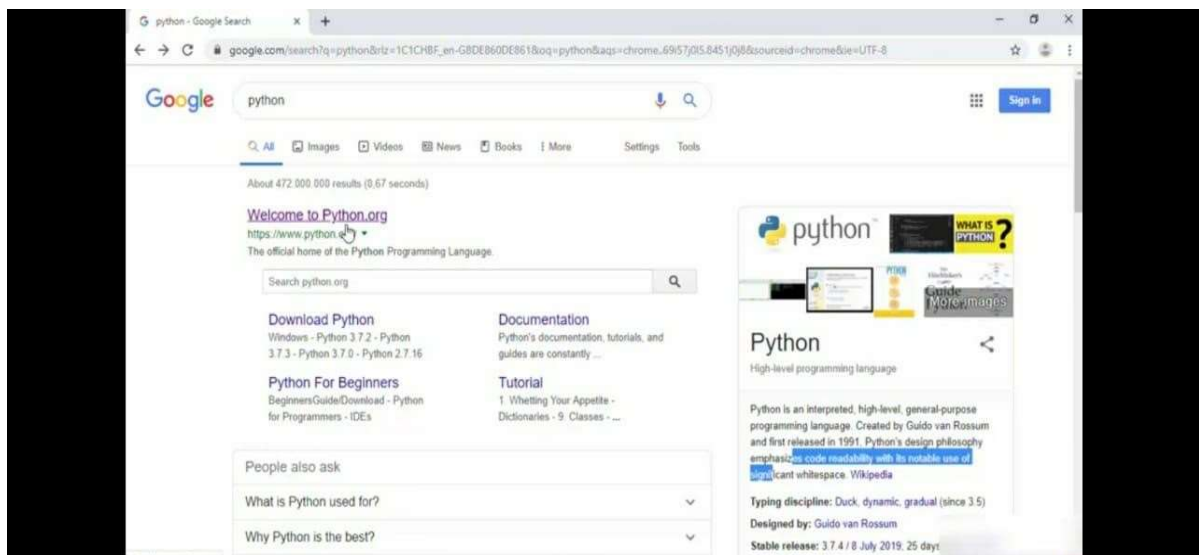 python - Google Search
google.com/search?q=python&rlz=1C1CHBF_en-GBDE860DE861&oq=python&aqs=chrome..69i57j0l5.8451j0j8&sourceid=chrome&ie=UTF-8
Google
python
Sign in
All Images Videos News Books More Settings Tools
About 472.000.000 results (0,67 seconds)
Welcome to Python.org
https://www.python.
The official home of the Python Programming Language.
Search python.org
Download Python
Windows - Python 3.7.2 - Python
3.7.3 - Python 3.7.0 - Python 2.7.16
Documentation
Python's documentation, tutorials, and
guides are constantly ...
Python For Beginners
BeginnersGuide/Download - Python
for Programmers - IDEs
Tutorial
1. Whetting Your Appetite -
Dictionaries - 9. Classes - ...
People also ask
What is Python used for?
Why Python is the best?
python™
WHAT IS
PYTHON ?
PYTHON
Guide
More images
Python
High-level programming language
Python is an interpreted, high-level, general-purpose
programming language. Created by Guido van Rossum
and first released in 1991, Python's design philosophy
emphasizes code readability with its notable use of
significant whitespace. Wikipedia
Typing discipline: Duck, dynamic, gradual (since 3.5)
Designed by: Guido van Rossum
Stable release: 3.7.4 / 8 July 2019; 25 days